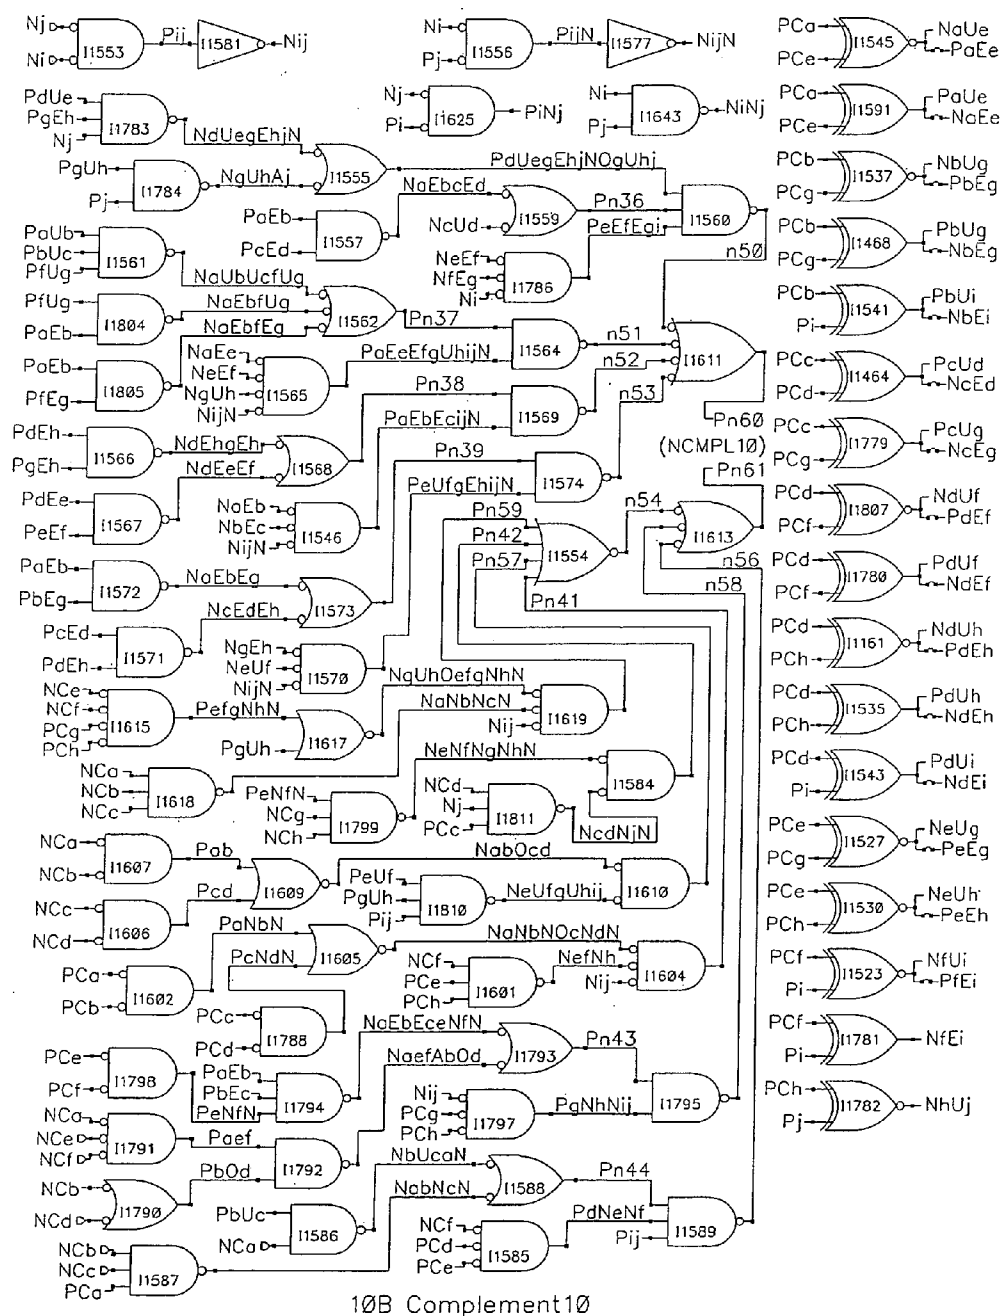 Nj
Ni
I1553
Pij
I1581
Nij
Ni
Pj
I1556
PijN
I1577
NijN
PCa
PCe
I1545
NaUe
PaEe
PdUe
PgEh
Nj
I1783
NdUegEhjN
Nj
Pi
I1625
PiNj
Ni
Pj
I1643
NiNj
PCa
PCe
I1591
PaUe
NaEe
PgUh
Pj
I1784
NgUhAj
I1555
PdUegEhjNOgUhj
PCb
PCg
I1537
NbUg
PbEg
PaEb
PcEd
I1557
NaEbcEd
NcUd
I1559
Pn36
I1560
PeEfEgi
n50
PCb
PCg
I1468
PbUg
NbEg
PaUb
PbUc
PfUg
I1561
NaUbUcfUg
NeEf
NfEg
Ni
I1786
PCb
Pi
I1541
PbUi
NbEi
PfUg
PaEb
I1804
NaEbfUg
NaEbfEg
I1562
Pn37
I1564
n51
n52
I1611
PaEb
PfEg
I1805
NaEe
NeEf
NgUh
NijN
I1565
PaEeEfgUhijN
Pn38
PaEbEcijN
I1569
n53
PCc
PCd
I1464
PcUd
NcEd
PdEh
PgEh
I1566
NdEhgEh
NdEeEf
I1568
Pn39
PeUfgEhijN
I1574
Pn60
(NCMPL10)
Pn61
PCc
PCg
I1779
PcUg
NcEg
PdEe
PeEf
I1567
NaEb
NbEc
NijN
I1546
Pn59
Pn42
Pn57
I1554
n54
I1613
n56
n58
Pn41
PCd
PCf
I1807
NdUf
PdEf
PaEb
PbEg
I1572
NaEbEg
I1573
PCd
PCf
I1780
PdUf
NdEf
PcEd
PdEh
I1571
NcEdEh
NgEh
NeUf
NijN
I1570
PCd
PCh
I1161
NdUh
PdEh
NCe
NCf
PCg
PCh
I1615
PefgNhN
PgUh
I1617
NgUhOefgNhN
NaNbNcN
Nij
I1619
PCd
PCh
I1535
PdUh
NdEh
NCa
NCb
NCc
I1618
PeNfN
NCg
NCh
I1799
NeNfNgNhN
NCd
Nj
PCc
I1811
NcdNjN
I1584
PCd
Pi
I1543
PdUi
NdEi
NCa
NCb
I1607
Pab
Pcd
I1609
NabOcd
PeUf
PgUh
Pij
I1810
NeUfgUhij
I1610
PCe
PCg
I1527
NeUg
PeEg
NCc
NCd
I1606
PaNbN
PcNdN
I1605
NaNbNOcNdN
PCe
PCh
I1530
NeUh
PeEh
PCa
PCb
I1602
PCc
PCd
I1788
NCf
PCe
PCh
I1601
NefNh
Nij
I1604
PCf
Pi
I1523
NfUi
PfEi
PCe
PCf
I1798
PeNfN
PaEb
PbEc
I1794
NaEbEceNfN
NaefAbOd
I1793
Pn43
PCf
Pi
I1781
NfEi
NCa
NCe
NCf
I1791
Paef
PbOd
I1792
Nij
PCg
PCh
I1797
PgNhNij
I1795
PCh
Pj
I1782
NhUj
NCb
NCd
I1790
PbUc
NCa
I1586
NbUcaN
NabNcN
I1588
Pn44
PdNeNf
Pij
I1589
NCb
NCc
PCa
I1587
NCf
PCd
PCe
I1585
10B Complement10